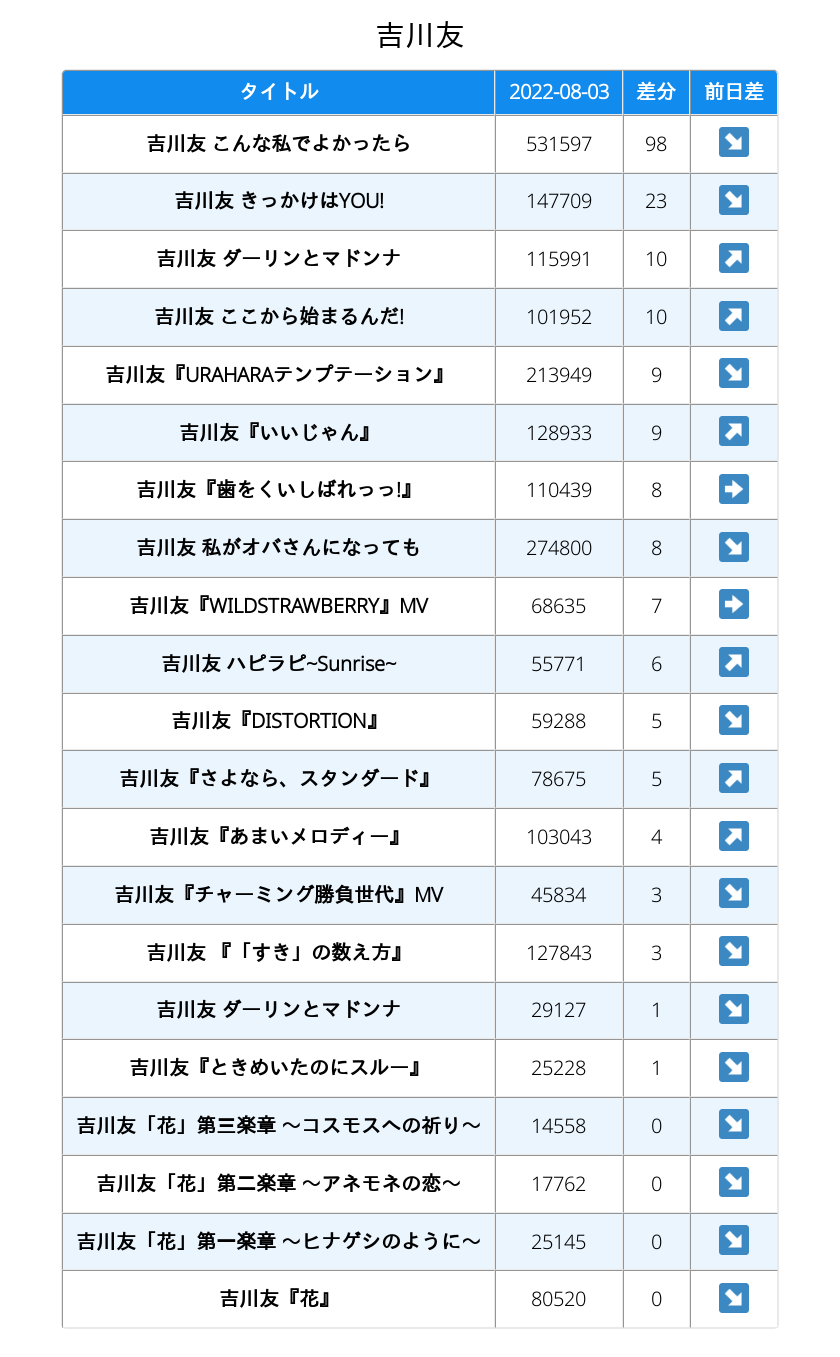 吉川友
タイトル 2022-08-03 差分 前日差
吉川友 こんな私でよかったら 531597 98 ↘
吉川友 きっかけはYOU! 147709 23 ↘
吉川友 ダーリンとマドンナ 115991 10 ↗
吉川友 ここから始まるんだ! 101952 10 ↗
吉川友『URAHARAテンプテーション』 213949 9 ↘
吉川友『いいじゃん』 128933 9 ↗
吉川友『歯をくいしばれっっ!』 110439 8 ➡
吉川友 私がオバさんになっても 274800 8 ↘
吉川友『WILDSTRAWBERRY』MV 68635 7 ➡
吉川友 ハピラピ~Sunrise~ 55771 6 ↗
吉川友『DISTORTION』 59288 5 ↘
吉川友『さよなら、スタンダード』 78675 5 ↗
吉川友『あまいメロディー』 103043 4 ↗
吉川友『チャーミング勝負世代』MV 45834 3 ↘
吉川友 『「すき」の数え方』 127843 3 ↘
吉川友 ダーリンとマドンナ 29127 1 ↘
吉川友『ときめいたのにスルー』 25228 1 ↘
吉川友「花」第三楽章 〜コスモスへの祈り〜 14558 0 ↘
吉川友「花」第二楽章 〜アネモネの恋〜 17762 0 ↘
吉川友「花」第一楽章 〜ヒナゲシのように〜 25145 0 ↘
吉川友『花』 80520 0 ↘